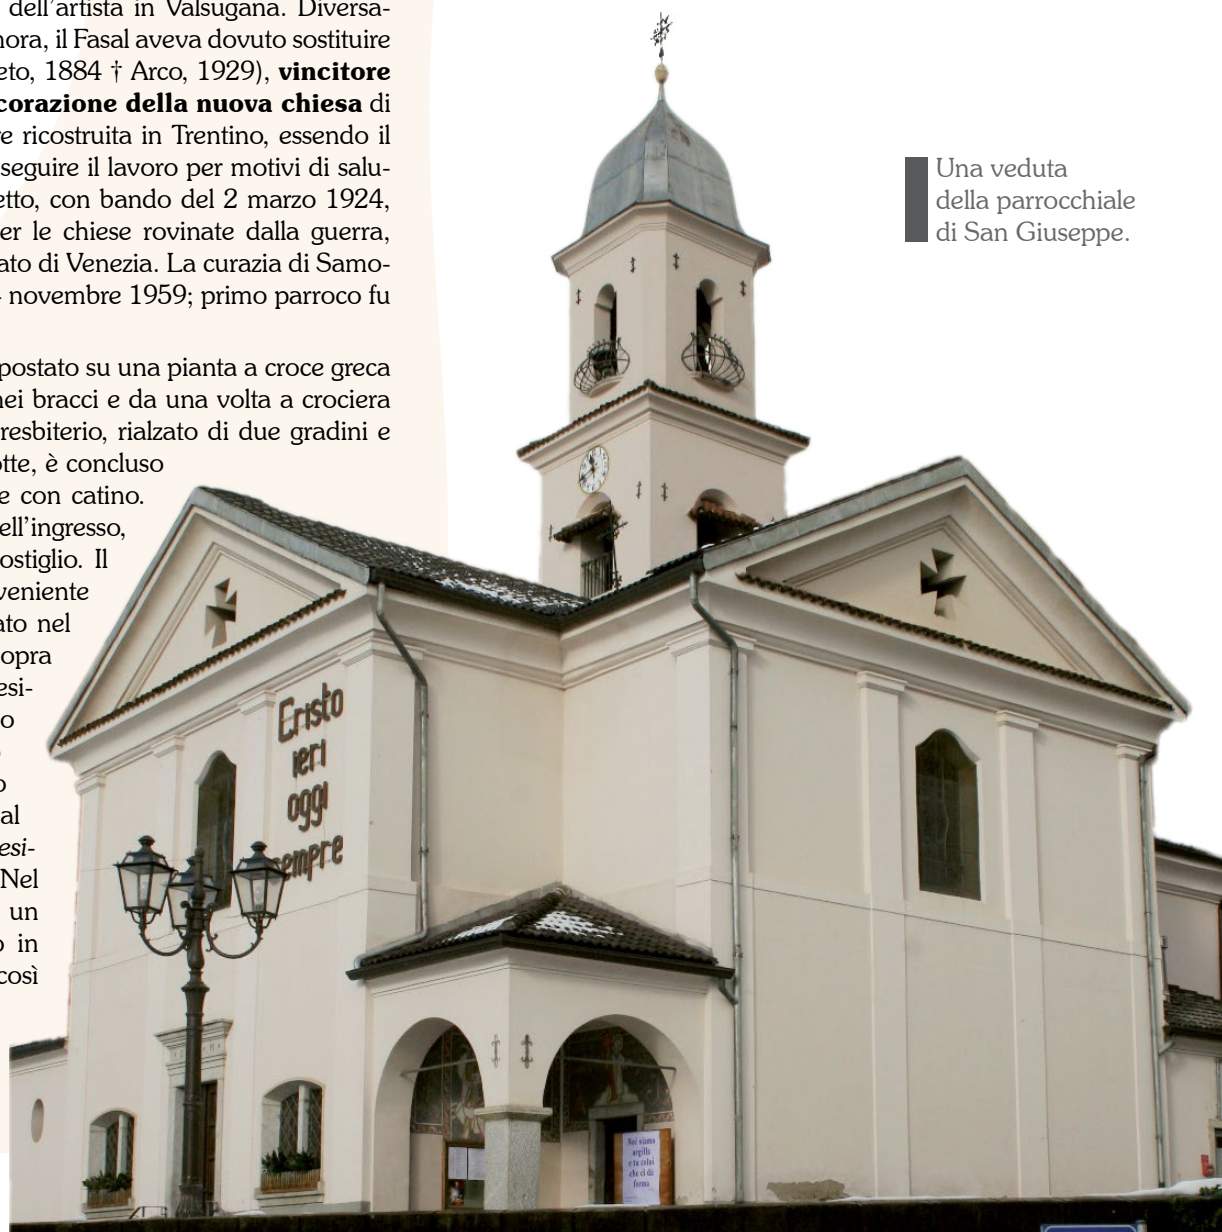 dell'artista in Valsugana. Diversa-
nora, il Fasal aveva dovuto sostituire
eto, 1884 † Arco, 1929), vincitore
corazione della nuova chiesa di
e ricostruita in Trentino, essendo il
seguire il lavoro per motivi di salu-
etto, con bando del 2 marzo 1924,
er le chiese rovinate dalla guerra,
ato di Venezia. La curazia di Samo-
novembre 1959; primo parroco fu
postato su una pianta a croce greca
nei bracci e da una volta a crociera
resbiterio, rialzato di due gradini e
otte, è concluso
e con catino.
ell'ingresso,
ostiglio. Il
veniente
ato nel
opra
esi-
o
o
al
esi-
Nel
un
o in
così
Una veduta
della parrocchiale
di San Giuseppe.
Cristo
ieri
oggi
sempre
Noi siamo
argilla
e tu colui
che ci dà
forma